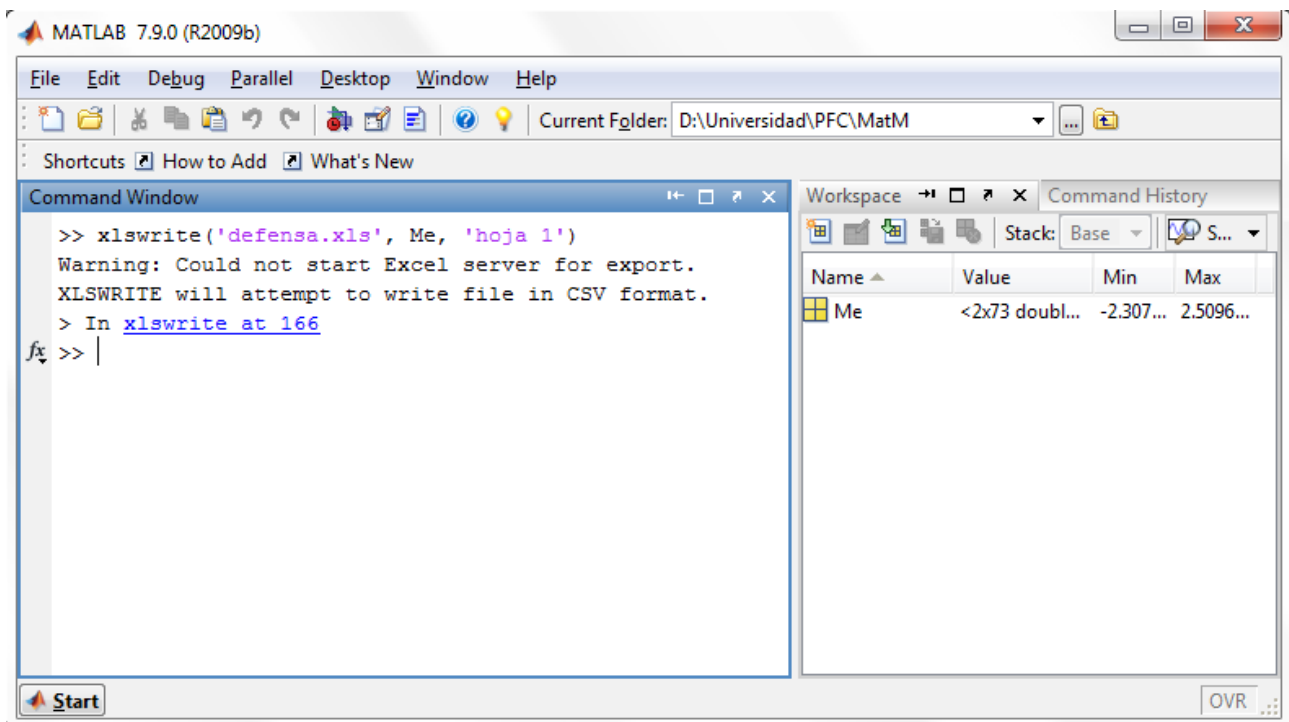 MATLAB 7.9.0 (R2009b)
File Edit Debug Parallel Desktop Window Help
Current Folder: D:\Universidad\PFC\MatM ...
Shortcuts How to Add What's New
Command Window
>> xlswrite('defensa.xls', Me, 'hoja 1')
Warning: Could not start Excel server for export.
XLSWRITE will attempt to write file in CSV format.
> In xlswrite at 166
fx >>
Workspace Command History
Stack: Base S...
Name Value Min Max
Me <2x73 doubl... -2.307... 2.5096...
Start OVR